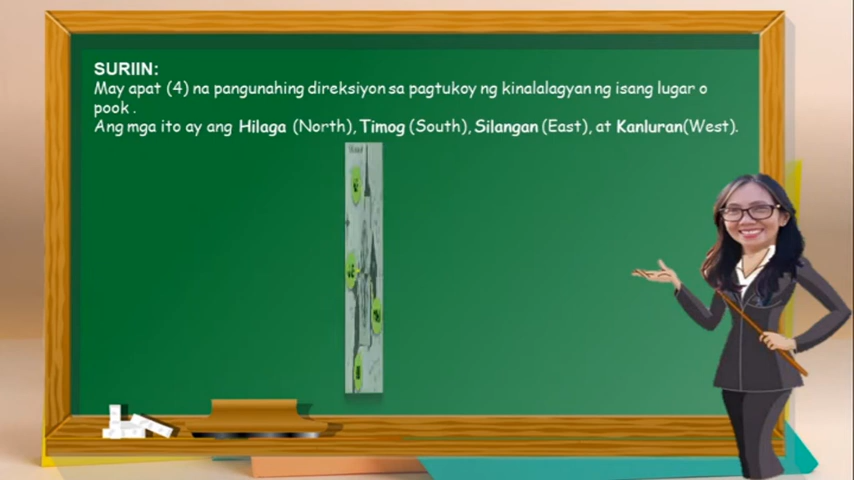 SURIIN:
May apat (4) na pangunahing direksiyon sa pagtukoy ng kinalalagyan ng isang lugar o
pook .
Ang mga ito ay ang Hilaga (North), Timog (South), Silangan (East), at Kanluran(West).